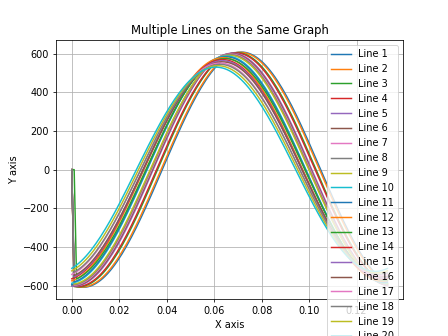 Multiple Lines on the Same Graph
600
400
200
0
−200
−400
−600
Y axis
0.00
0.02
0.04
0.06
0.08
0.10
X axis
Line 1
Line 2
Line 3
Line 4
Line 5
Line 6
Line 7
Line 8
Line 9
Line 10
Line 11
Line 12
Line 13
Line 14
Line 15
Line 16
Line 17
Line 18
Line 19
Line 20